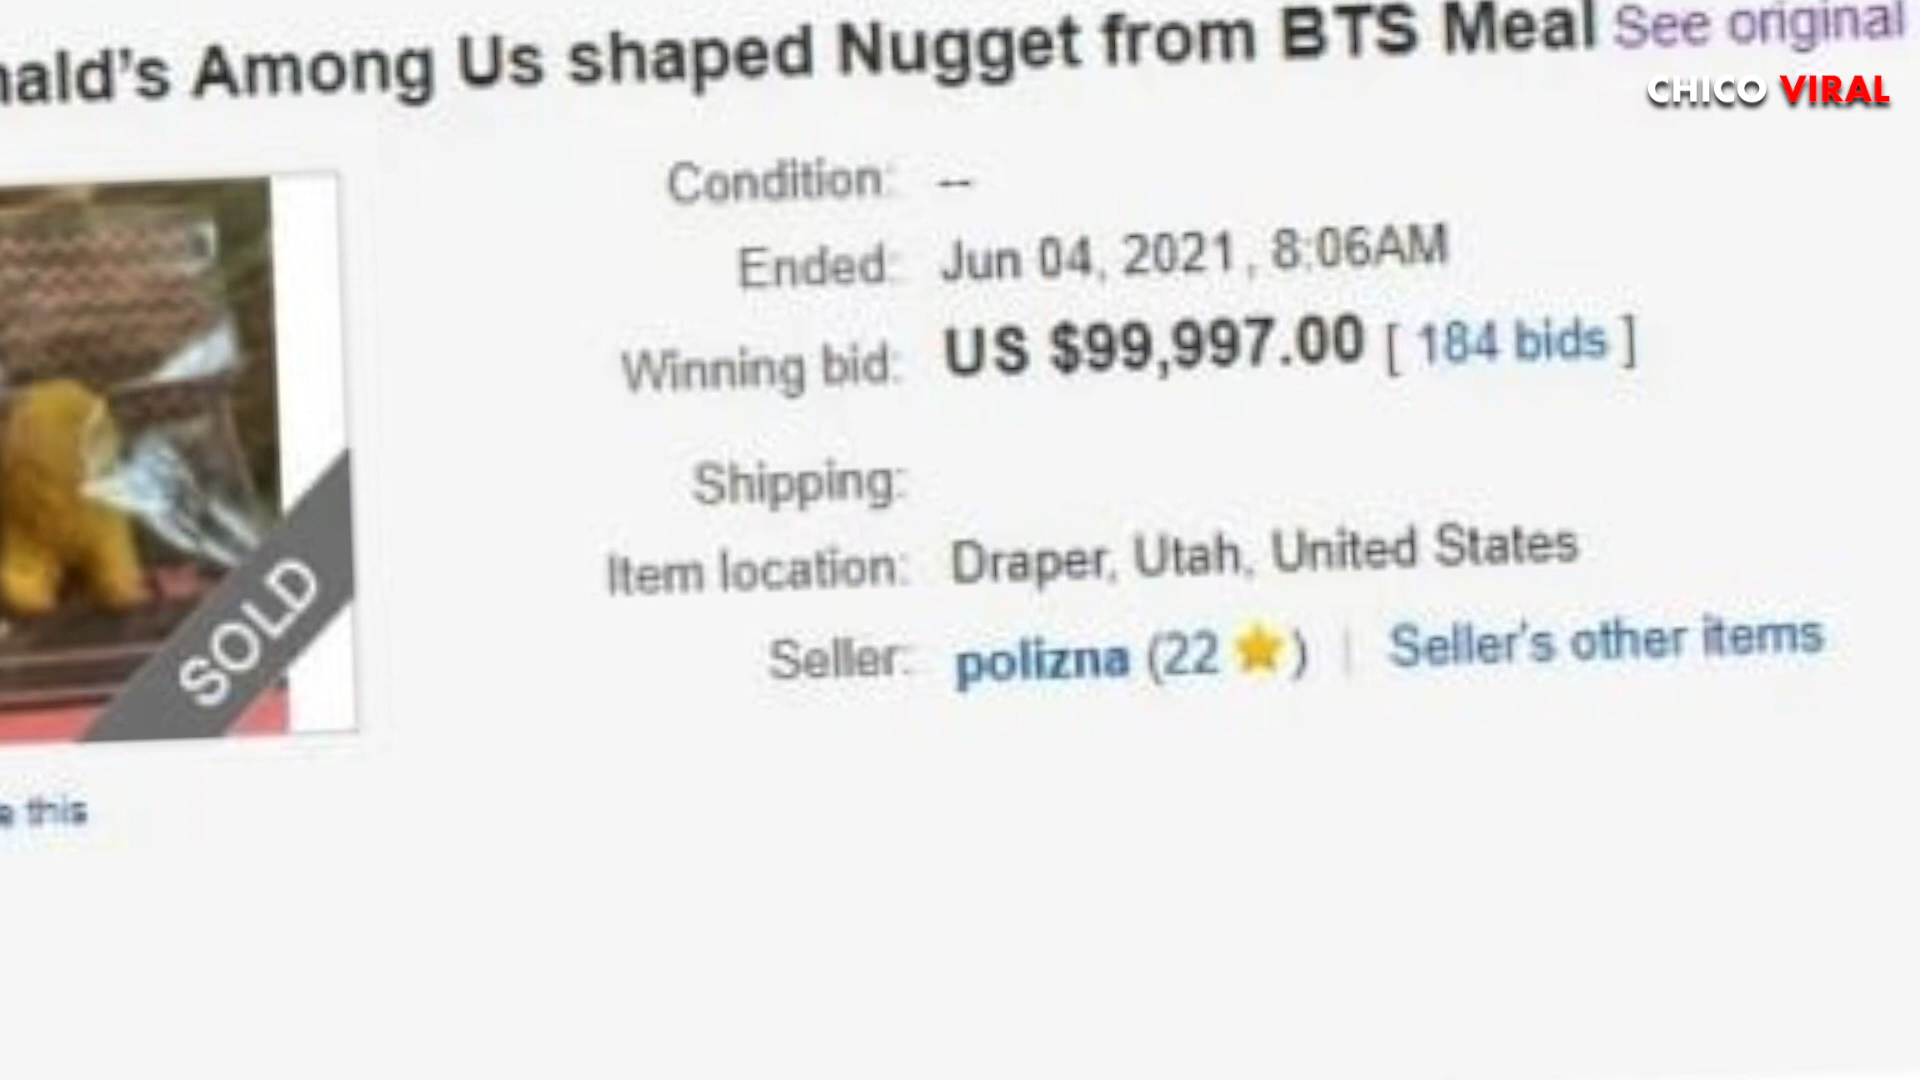 nald's Among Us shaped Nugget from BTS Meal See original
CHICO VIRAL
Condition: --
Ended: Jun 04, 2021, 8:06AM
Winning bid: US $99,997.00 [ 184 bids ]
Shipping:
Item location: Draper, Utah, United States
SOLD
Seller: polizna (22 ) | Seller's other items
this